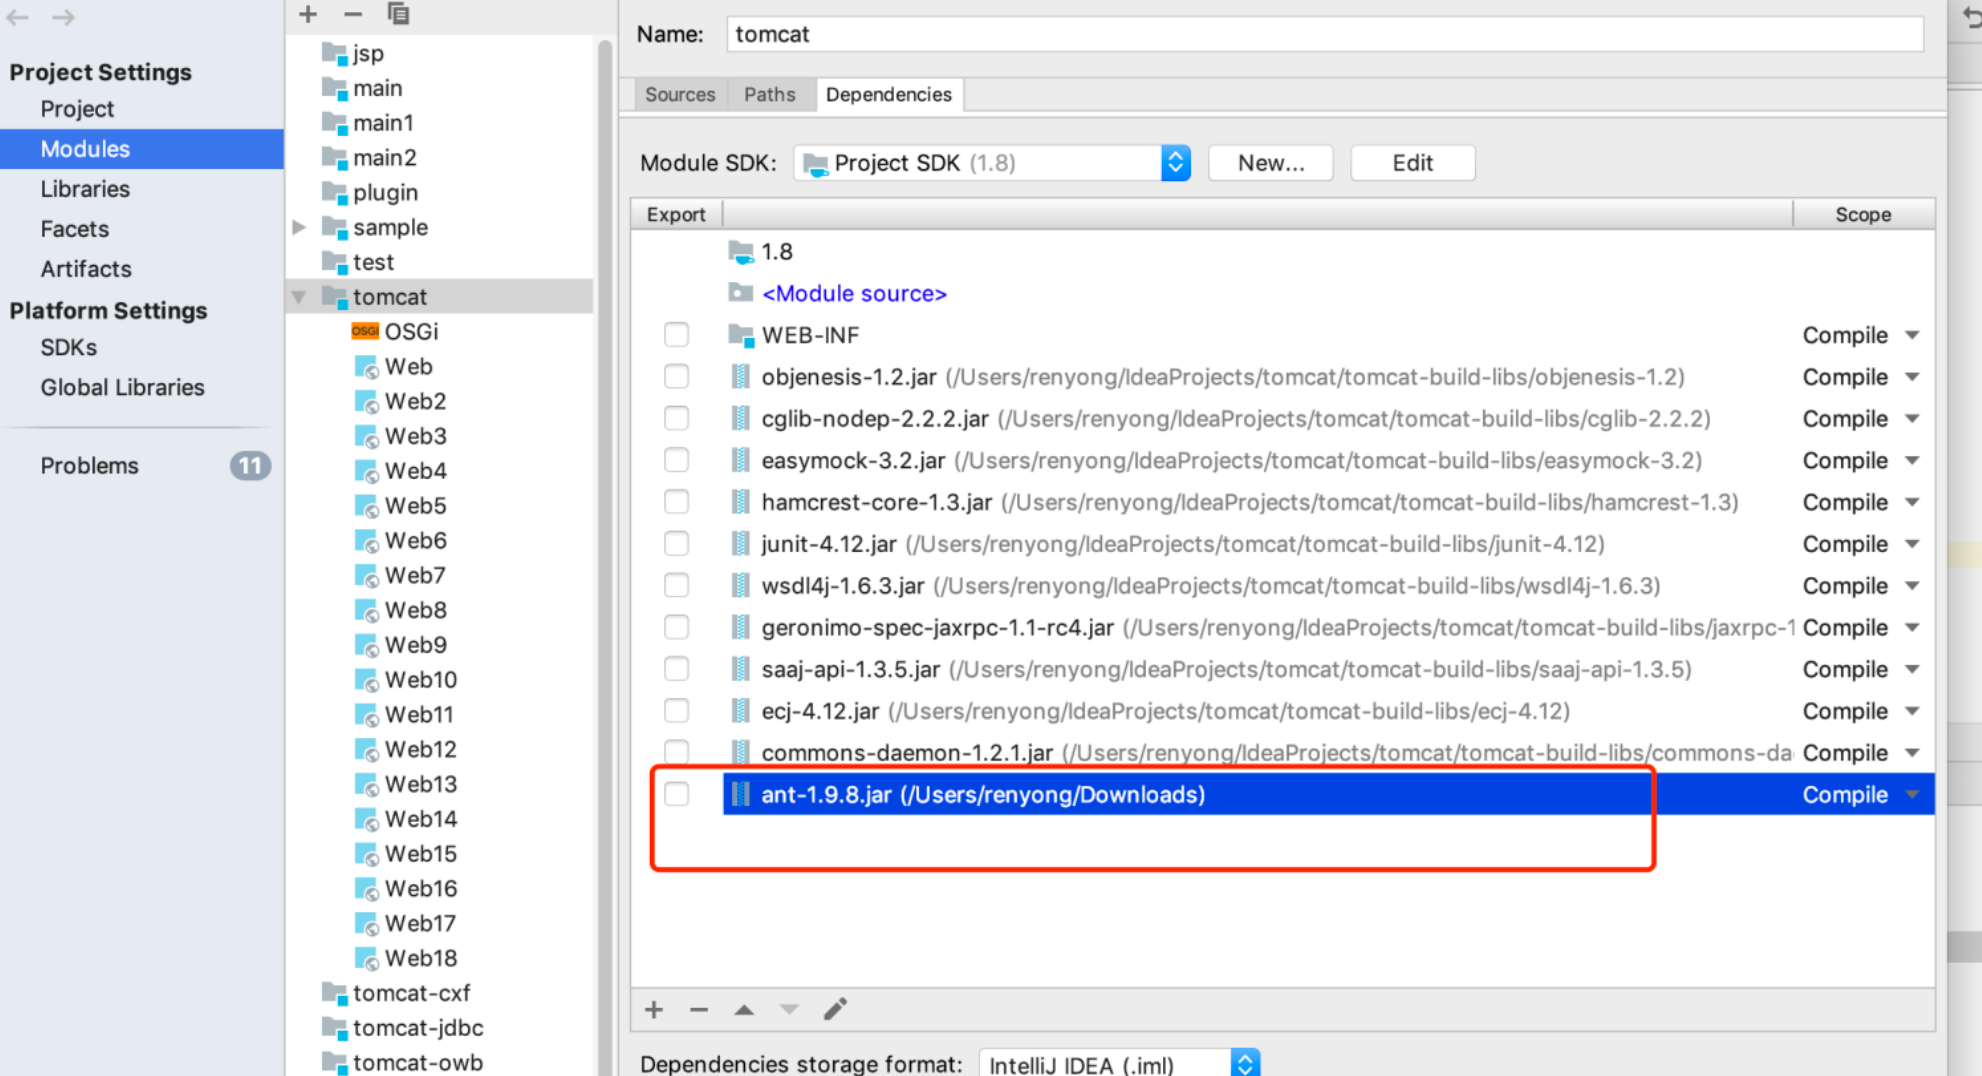 Project Settings
Project
Modules
Libraries
Facets
Artifacts
Platform Settings
SDKs
Global Libraries
Problems 11
jsp
main
main1
main2
plugin
sample
test
tomcat
OSGi OSGi
Web
Web2
Web3
Web4
Web5
Web6
Web7
Web8
Web9
Web10
Web11
Web12
Web13
Web14
Web15
Web16
Web17
Web18
tomcat-cxf
tomcat-jdbc
tomcat-owb
Name: tomcat
Sources Paths Dependencies
Module SDK: Project SDK (1.8) New... Edit
Export Scope
1.8
<Module source>
WEB-INF Compile
objenesis-1.2.jar (/Users/renyong/IdeaProjects/tomcat/tomcat-build-libs/objenesis-1.2) Compile
cglib-nodep-2.2.2.jar (/Users/renyong/IdeaProjects/tomcat/tomcat-build-libs/cglib-2.2.2) Compile
easymock-3.2.jar (/Users/renyong/IdeaProjects/tomcat/tomcat-build-libs/easymock-3.2) Compile
hamcrest-core-1.3.jar (/Users/renyong/IdeaProjects/tomcat/tomcat-build-libs/hamcrest-1.3) Compile
junit-4.12.jar (/Users/renyong/IdeaProjects/tomcat/tomcat-build-libs/junit-4.12) Compile
wsdl4j-1.6.3.jar (/Users/renyong/IdeaProjects/tomcat/tomcat-build-libs/wsdl4j-1.6.3) Compile
geronimo-spec-jaxrpc-1.1-rc4.jar (/Users/renyong/IdeaProjects/tomcat/tomcat-build-libs/jaxrpc-1 Compile
saaj-api-1.3.5.jar (/Users/renyong/IdeaProjects/tomcat/tomcat-build-libs/saaj-api-1.3.5) Compile
ecj-4.12.jar (/Users/renyong/IdeaProjects/tomcat/tomcat-build-libs/ecj-4.12) Compile
commons-daemon-1.2.1.jar (/Users/renyong/IdeaProjects/tomcat/tomcat-build-libs/commons-da Compile
ant-1.9.8.jar (/Users/renyong/Downloads) Compile
Dependencies storage format: IntelliJ IDEA (.iml)